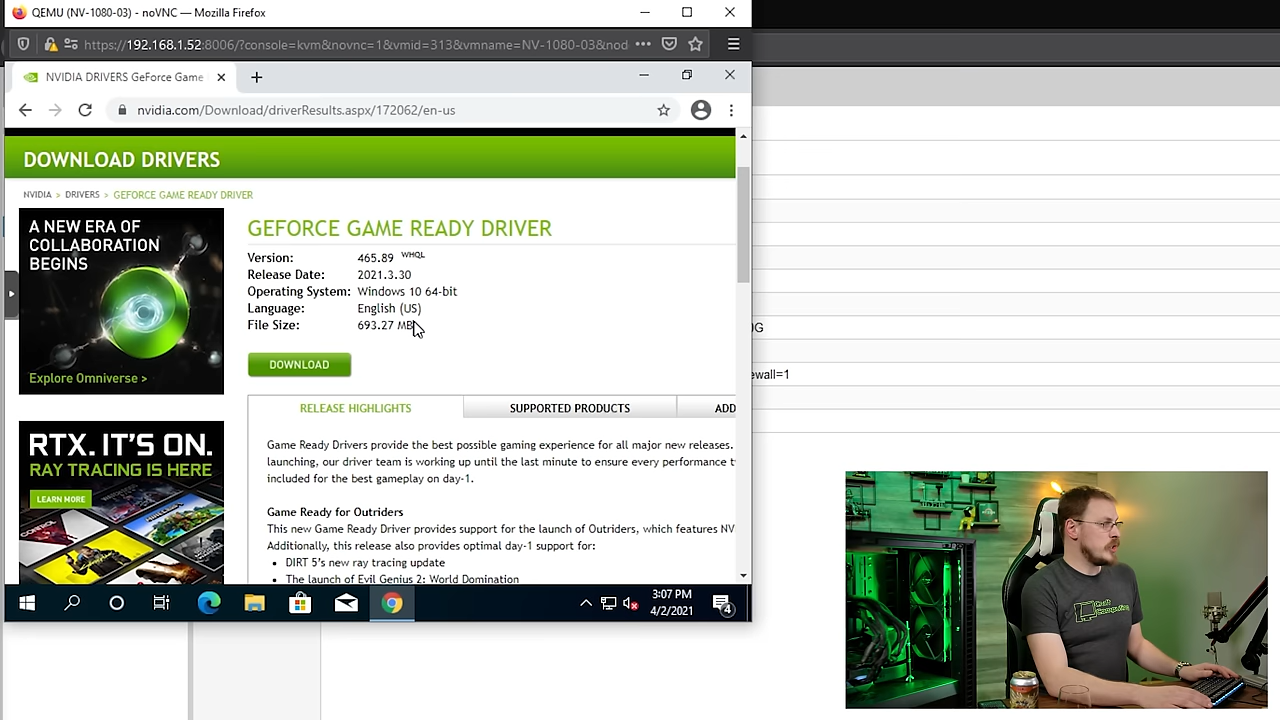 QEMU (NV-1080-03) - noVNC — Mozilla Firefox
https://192.168.1.52:8006/?console=kvm&novnc=1&vmid=313&vmname=NV-1080-03&nod
NVIDIA DRIVERS GeForce Game
nvidia.com/Download/driverResults.aspx/172062/en-us
DOWNLOAD DRIVERS
NVIDIA > DRIVERS > GEFORCE GAME READY DRIVER
A NEW ERA OF
COLLABORATION
BEGINS
Explore Omniverse >
GEFORCE GAME READY DRIVER
Version: 465.89 WHQL
Release Date: 2021.3.30
Operating System: Windows 10 64-bit
Language: English (US)
File Size: 693.27 MB
DOWNLOAD
RELEASE HIGHLIGHTS
SUPPORTED PRODUCTS
ADD
Game Ready Drivers provide the best possible gaming experience for all major new releases.
launching, our driver team is working up until the last minute to ensure every performance t
included for the best gameplay on day-1.
Game Ready for Outriders
This new Game Ready Driver provides support for the launch of Outriders, which features NV
Additionally, this release also provides optimal day-1 support for:
• DIRT 5's new ray tracing update
• The launch of Evil Genius 2: World Domination
RTX. IT'S ON.
RAY TRACING IS HERE
LEARN MORE
CONTROL
0G
ewall=1
3:07 PM
4/2/2021
4
Craft
Computing